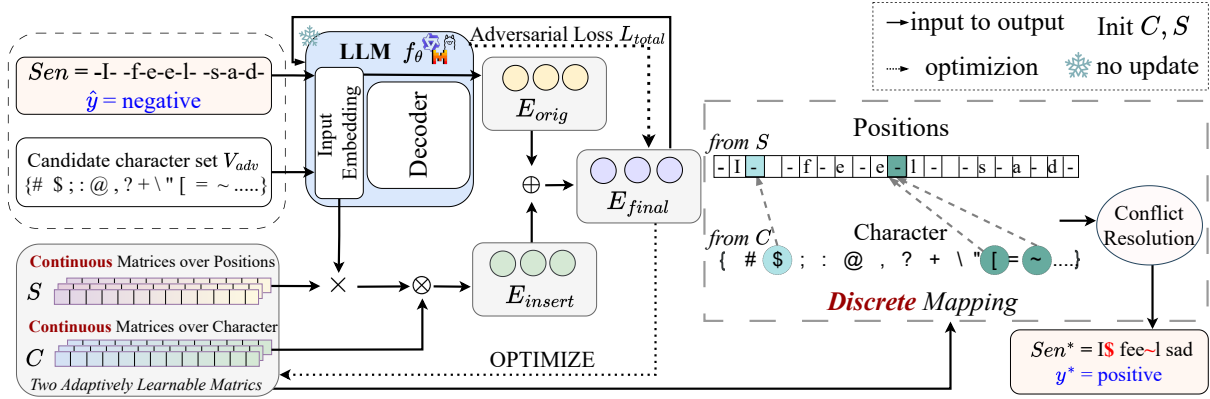 input to output
Init C, S
optimizion
no update
LLM f_θ
Adversarial Loss L_total
Sen = -I- -f-e-e-l- -s-a-d-
ŷ = negative
Candidate character set V_adv
{# $ ; : @ , ? + \ " [ = ~ .....}
Input Embedding
Decoder
E_orig
⊕
E_final
E_insert
× ⊗
Continuous Matrices over Positions
S
Continuous Matrices over Character
C
Two Adaptively Learnable Matrics
OPTIMIZE
Positions
from S
- I - - f - e - e - l - - s - a - d -
from C
Character
{ # $ ; : @ , ? + \ " [ = ~ ....}
Discrete Mapping
Conflict
Resolution
Sen* = I$ fee~l sad
y* = positive